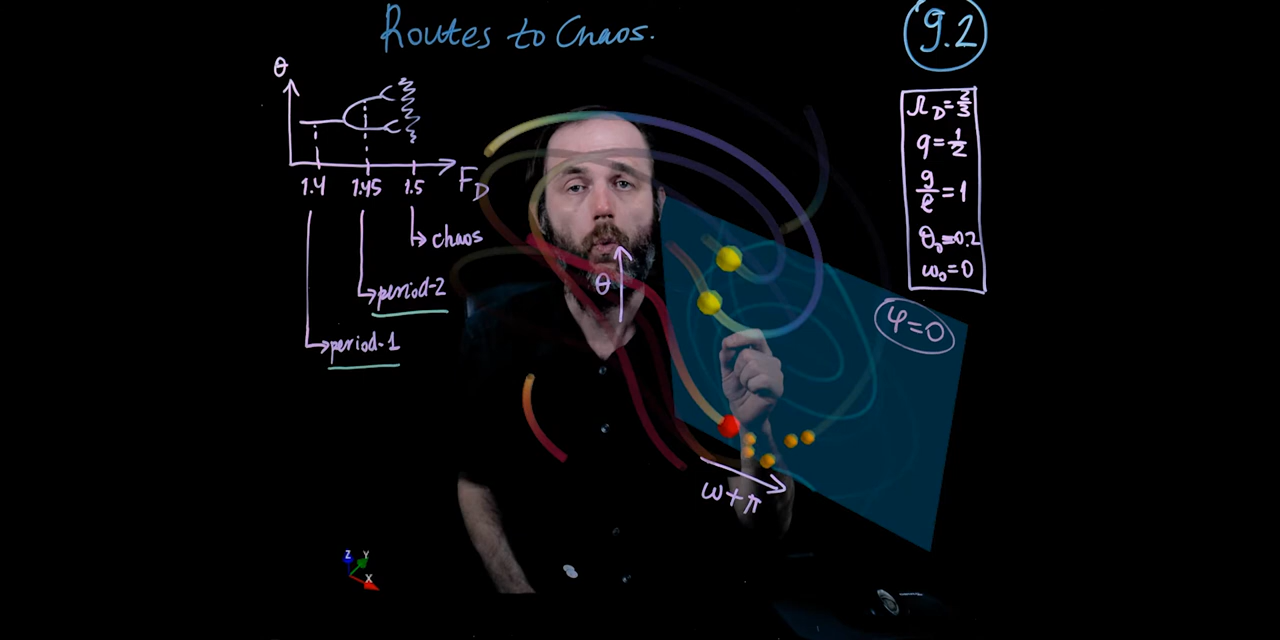 Routes to Chaos.
9.2
θ
1.4 1.45 1.5 F_D
chaos
period-2
period-1
Ω_D=2/3
q=1/2
g/ℓ=1
θ₀=0.2
ω₀=0
φ=0
θ
ω+π
Z Y
X